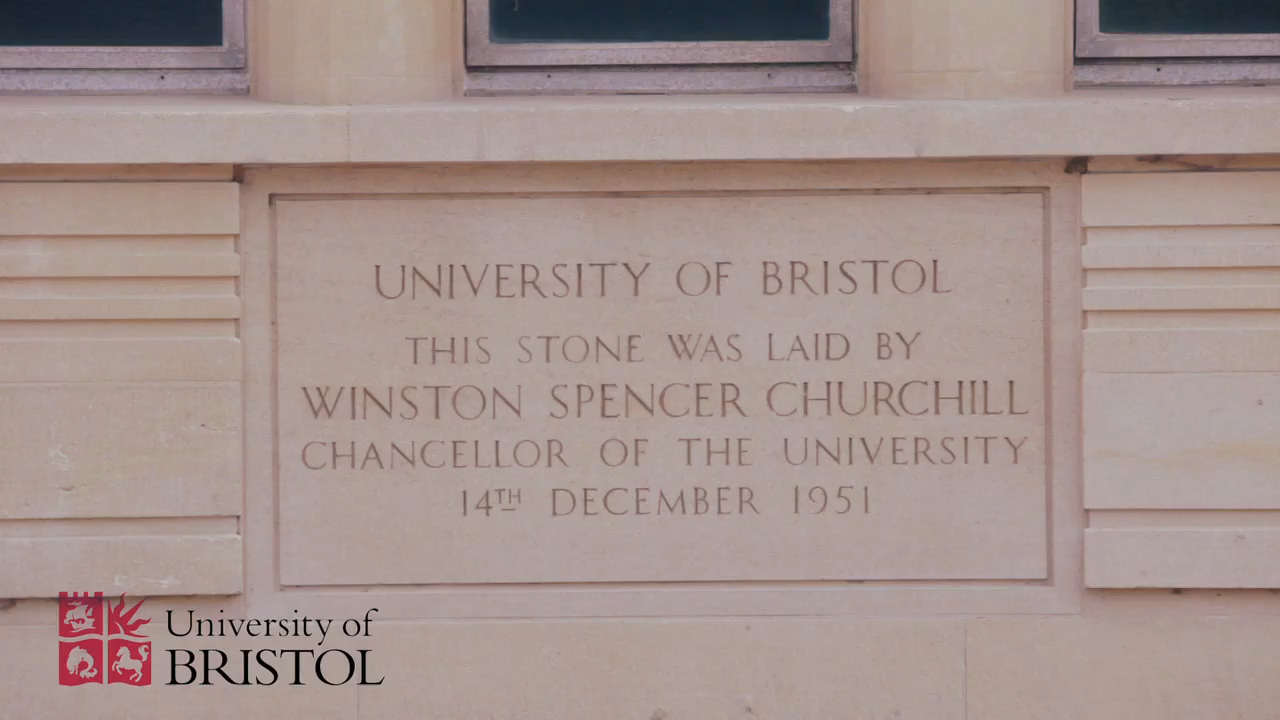 UNIVERSITY OF BRISTOL
THIS STONE WAS LAID BY
WINSTON SPENCER CHURCHILL
CHANCELLOR OF THE UNIVERSITY
14TH DECEMBER 1951
University of
BRISTOL